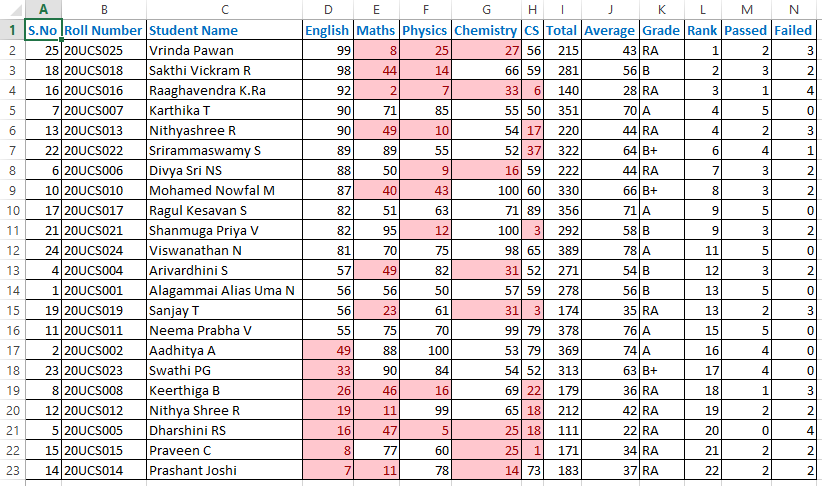 A B C D E F G H I J K L M N
1 S.No Roll Number Student Name English Maths Physics Chemistry CS Total Average Grade Rank Passed Failed
2 25 20UCS025 Vrinda Pawan 99 8 25 27 56 215 43 RA 1 2 3
3 18 20UCS018 Sakthi Vickram R 98 44 14 66 59 281 56 B 2 3 2
4 16 20UCS016 Raaghavendra K.Ra 92 2 7 33 6 140 28 RA 3 1 4
5 7 20UCS007 Karthika T 90 71 85 55 50 351 70 A 4 5 0
6 13 20UCS013 Nithyashree R 90 49 10 54 17 220 44 RA 4 2 3
7 22 20UCS022 Srirammaswamy S 89 89 55 52 37 322 64 B+ 6 4 1
8 6 20UCS006 Divya Sri NS 88 50 9 16 59 222 44 RA 7 3 2
9 10 20UCS010 Mohamed Nowfal M 87 40 43 100 60 330 66 B+ 8 3 2
10 17 20UCS017 Ragul Kesavan S 82 51 63 71 89 356 71 A 9 5 0
11 21 20UCS021 Shanmuga Priya V 82 95 12 100 3 292 58 B 9 3 2
12 24 20UCS024 Viswanathan N 81 70 75 98 65 389 78 A 11 5 0
13 4 20UCS004 Arivardhini S 57 49 82 31 52 271 54 B 12 3 2
14 1 20UCS001 Alagammai Alias Uma N 56 56 50 57 59 278 56 B 13 5 0
15 19 20UCS019 Sanjay T 56 23 61 31 3 174 35 RA 13 2 3
16 11 20UCS011 Neema Prabha V 55 75 70 99 79 378 76 A 15 5 0
17 2 20UCS002 Aadhitya A 49 88 100 53 79 369 74 A 16 4 0
18 23 20UCS023 Swathi PG 33 90 84 54 52 313 63 B+ 17 4 0
19 8 20UCS008 Keerthiga B 26 46 16 69 22 179 36 RA 18 1 3
20 12 20UCS012 Nithya Shree R 19 11 99 65 18 212 42 RA 19 2 2
21 5 20UCS005 Dharshini RS 16 47 5 25 18 111 22 RA 20 0 4
22 15 20UCS015 Praveen C 8 77 60 25 1 171 34 RA 21 2 2
23 14 20UCS014 Prashant Joshi 7 11 78 14 73 183 37 RA 22 2 2